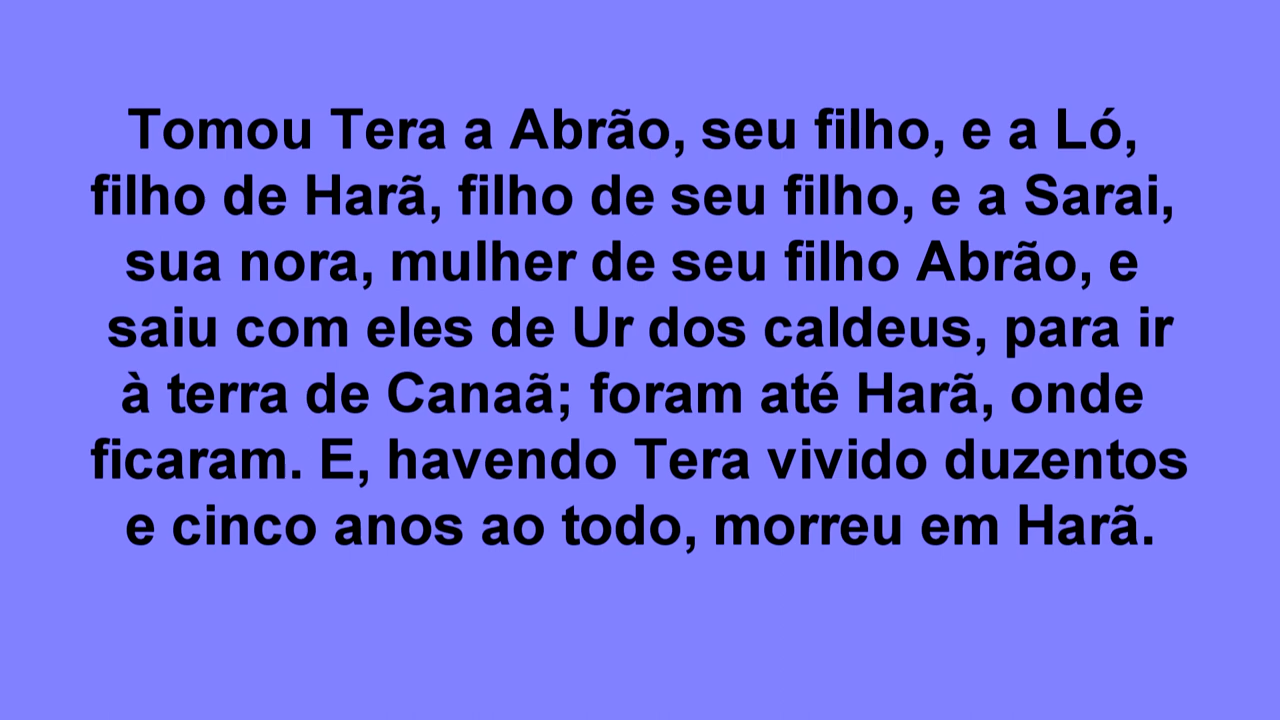 Tomou Tera a Abrão, seu filho, e a Ló,
filho de Harã, filho de seu filho, e a Sarai,
sua nora, mulher de seu filho Abrão, e
saiu com eles de Ur dos caldeus, para ir
à terra de Canaã; foram até Harã, onde
ficaram. E, havendo Tera vivido duzentos
e cinco anos ao todo, morreu em Harã.